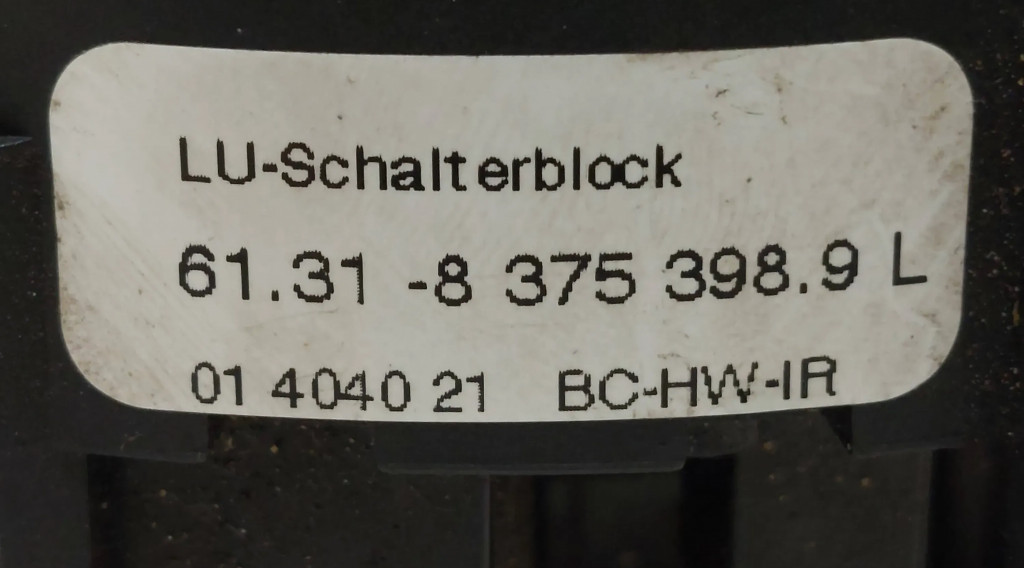 LU-Schalterblock
61.31 -8 375 398.9 L
01 4040 21 BC-HW-IR